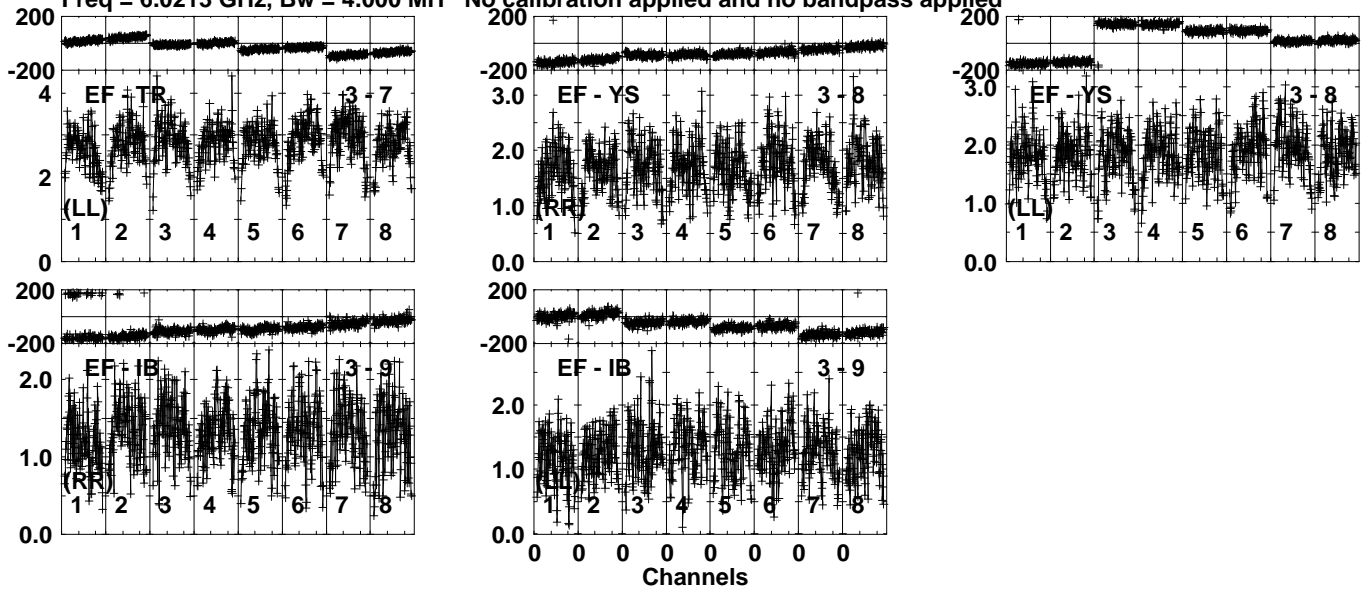 Freq = 6.0213 GHz, Bw = 4.000 MH No calibration applied and no bandpass applied
200
-200
EF - TR 3 - 7
4
2
0
(LL)
1 2 3 4 5 6 7 8
200
-200
EF - YS 3 - 8
3.0
2.0
1.0
0.0
(RR)
1 2 3 4 5 6 7 8
200
-200
EF - YS 3 - 8
3.0
2.0
1.0
0.0
(LL)
1 2 3 4 5 6 7 8
200
-200
EF - IB 3 - 9
2.0
1.0
0.0
(RR)
1 2 3 4 5 6 7 8
200
-200
EF - IB 3 - 9
2.0
1.0
0.0
(LL)
1 2 3 4 5 6 7 8
0 0 0 0 0 0 0 0
Channels